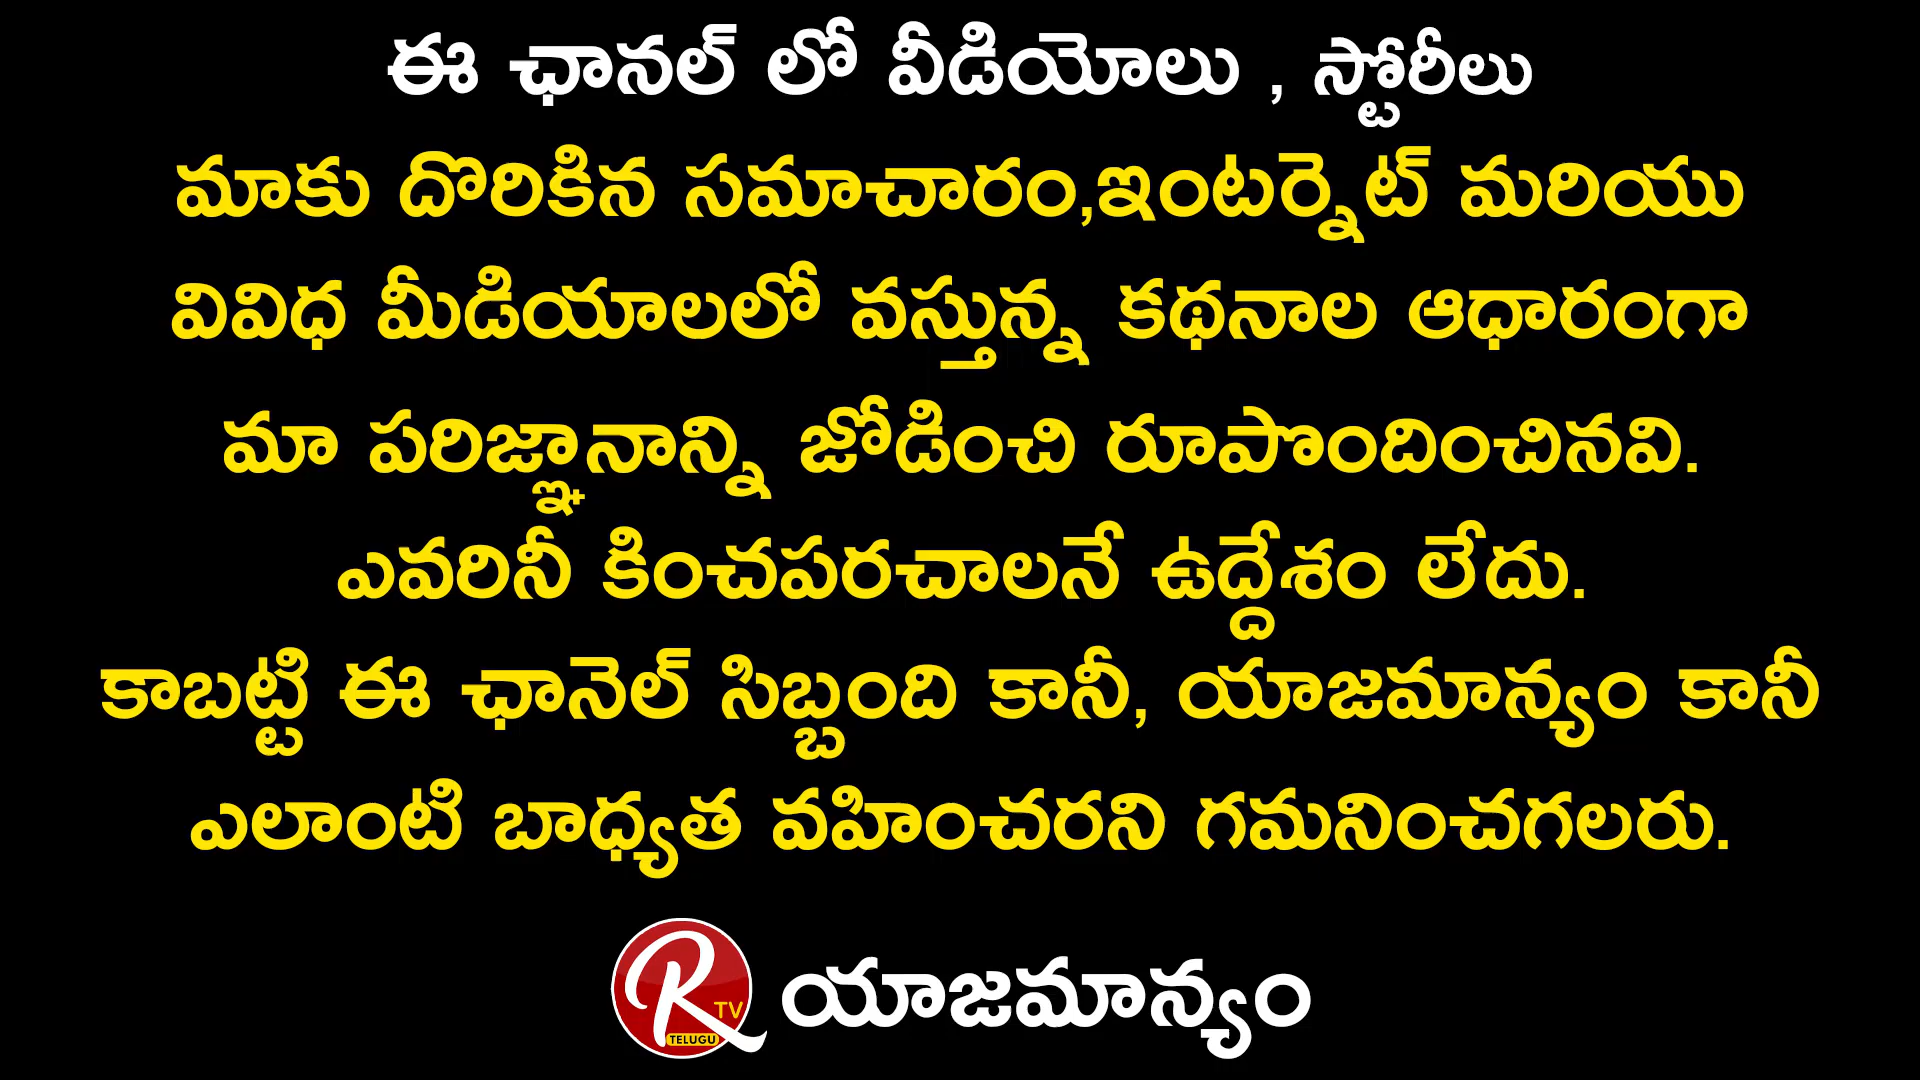 ఈ ఛానల్ లో వీడియోలు , స్టోరీలు
మాకు దొరికిన సమాచారం,ఇంటర్నెట్ మరియు
వివిధ మీడియాలలో వస్తున్న కథనాల ఆధారంగా
మా పరిజ్ఞానాన్ని జోడించి రూపొందించినవి.
ఎవరినీ కించపరచాలనే ఉద్దేశం లేదు.
కాబట్టి ఈ ఛానెల్ సిబ్బంది కానీ, యాజమాన్యం కానీ
ఎలాంటి బాధ్యత వహించరని గమనించగలరు.
R TV TELUGU యాజమాన్యం